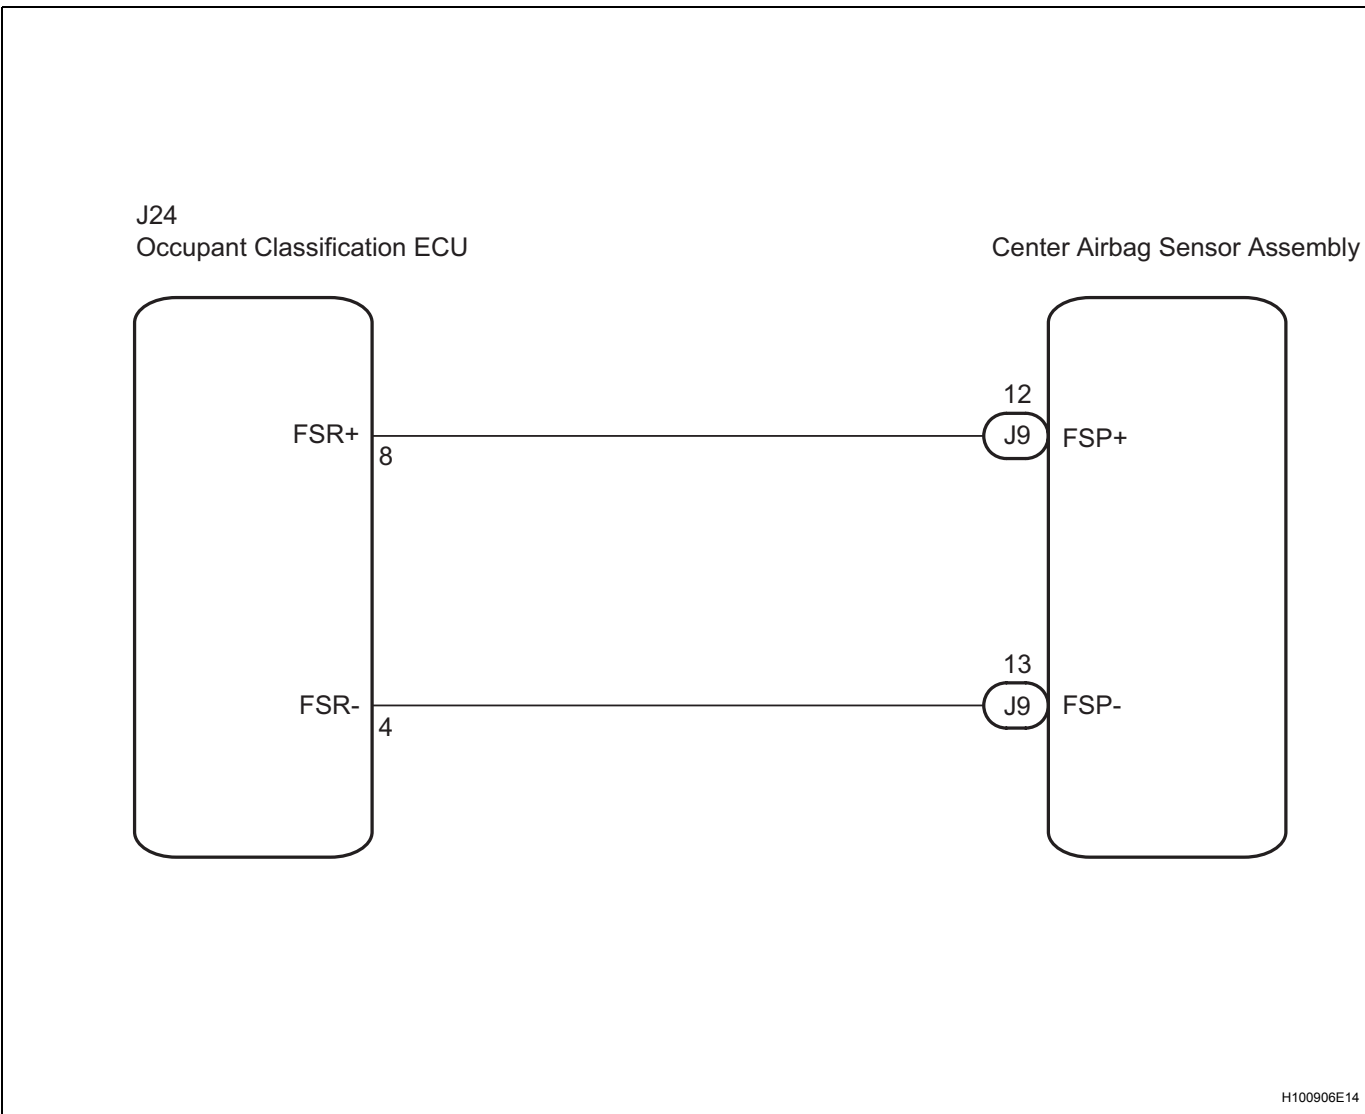 J24
Occupant Classification ECU
Center Airbag Sensor Assembly
12
FSR+
J9
FSP+
8
13
FSR-
J9
FSP-
4
H100906E14